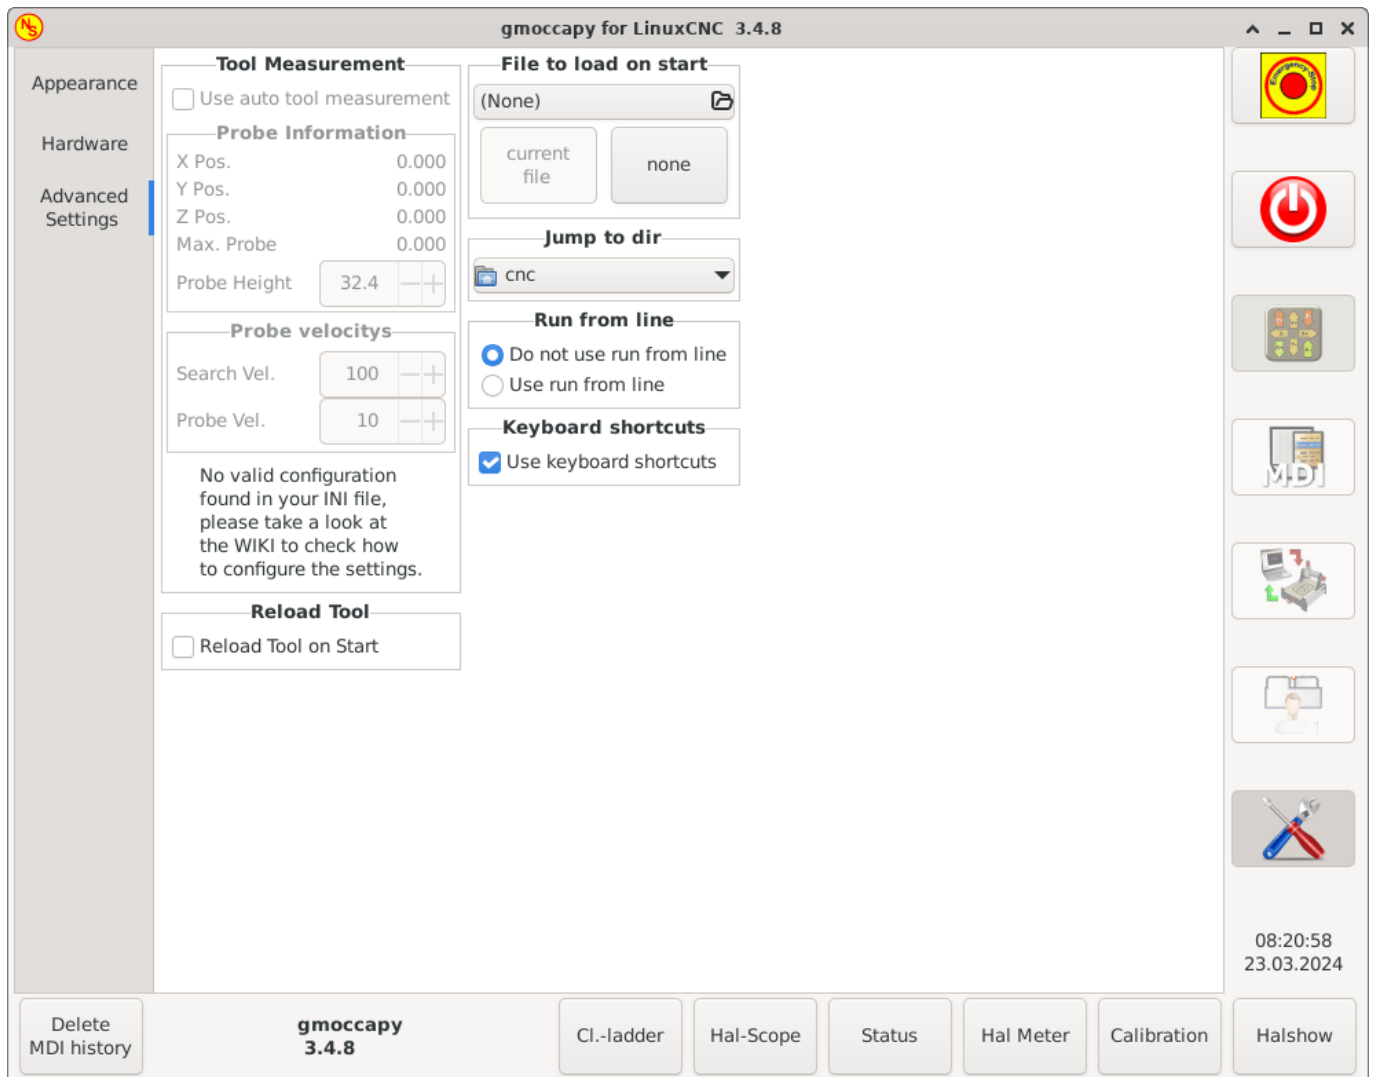 NS
gmoccapy for LinuxCNC 3.4.8
Appearance
Hardware
Advanced
Settings
Tool Measurement
Use auto tool measurement
Probe Information
X Pos. 0.000
Y Pos. 0.000
Z Pos. 0.000
Max. Probe 0.000
Probe Height 32.4
Probe velocitys
Search Vel. 100
Probe Vel. 10
No valid configuration
found in your INI file,
please take a look at
the WIKI to check how
to configure the settings.
Reload Tool
Reload Tool on Start
File to load on start
(None)
current
file
none
Jump to dir
cnc
Run from line
Do not use run from line
Use run from line
Keyboard shortcuts
Use keyboard shortcuts
Emergency-Stop
MDI
08:20:58
23.03.2024
Delete
MDI history
gmoccapy
3.4.8
Cl.-ladder
Hal-Scope
Status
Hal Meter
Calibration
Halshow